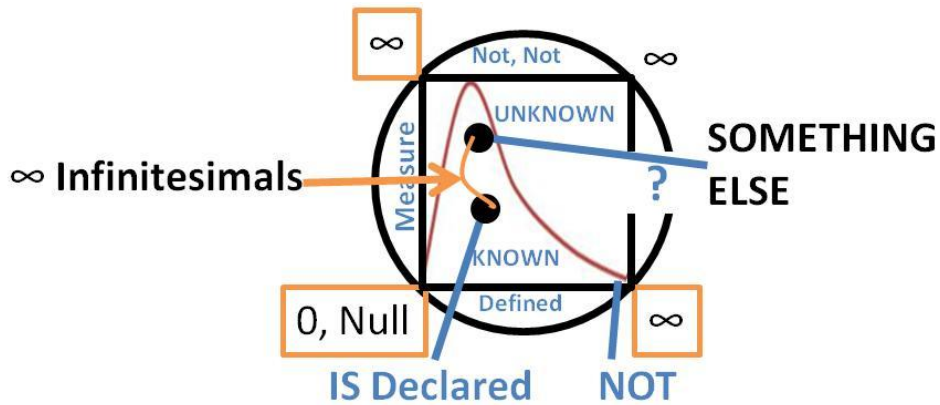 ∞
Not, Not
∞
UNKNOWN
SOMETHING
ELSE
?
Measure
∞ Infinitesimals
KNOWN
0, Null
Defined
∞
IS Declared
NOT